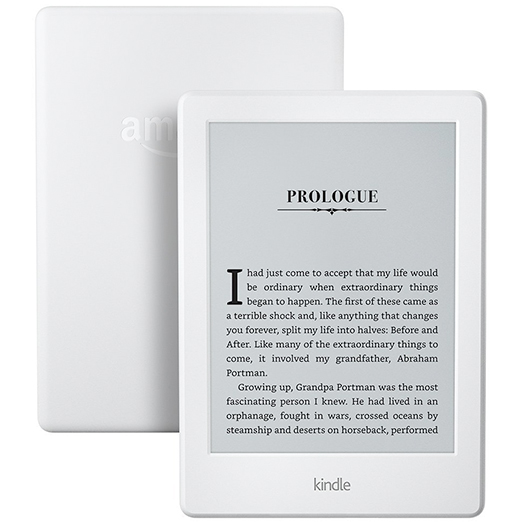 PROLOGUE
I had just come to accept that my life would
be ordinary when extraordinary things
began to happen. The first of these came as
a terrible shock and, like anything that changes
you forever, split my life into halves: Before and
After. Like many of the extraordinary things to
come, it involved my grandfather, Abraham
Portman.
Growing up, Grandpa Portman was the most
fascinating person I knew. He had lived in an
orphanage, fought in wars, crossed oceans by
steamship and deserts on horseback, performed
kindle